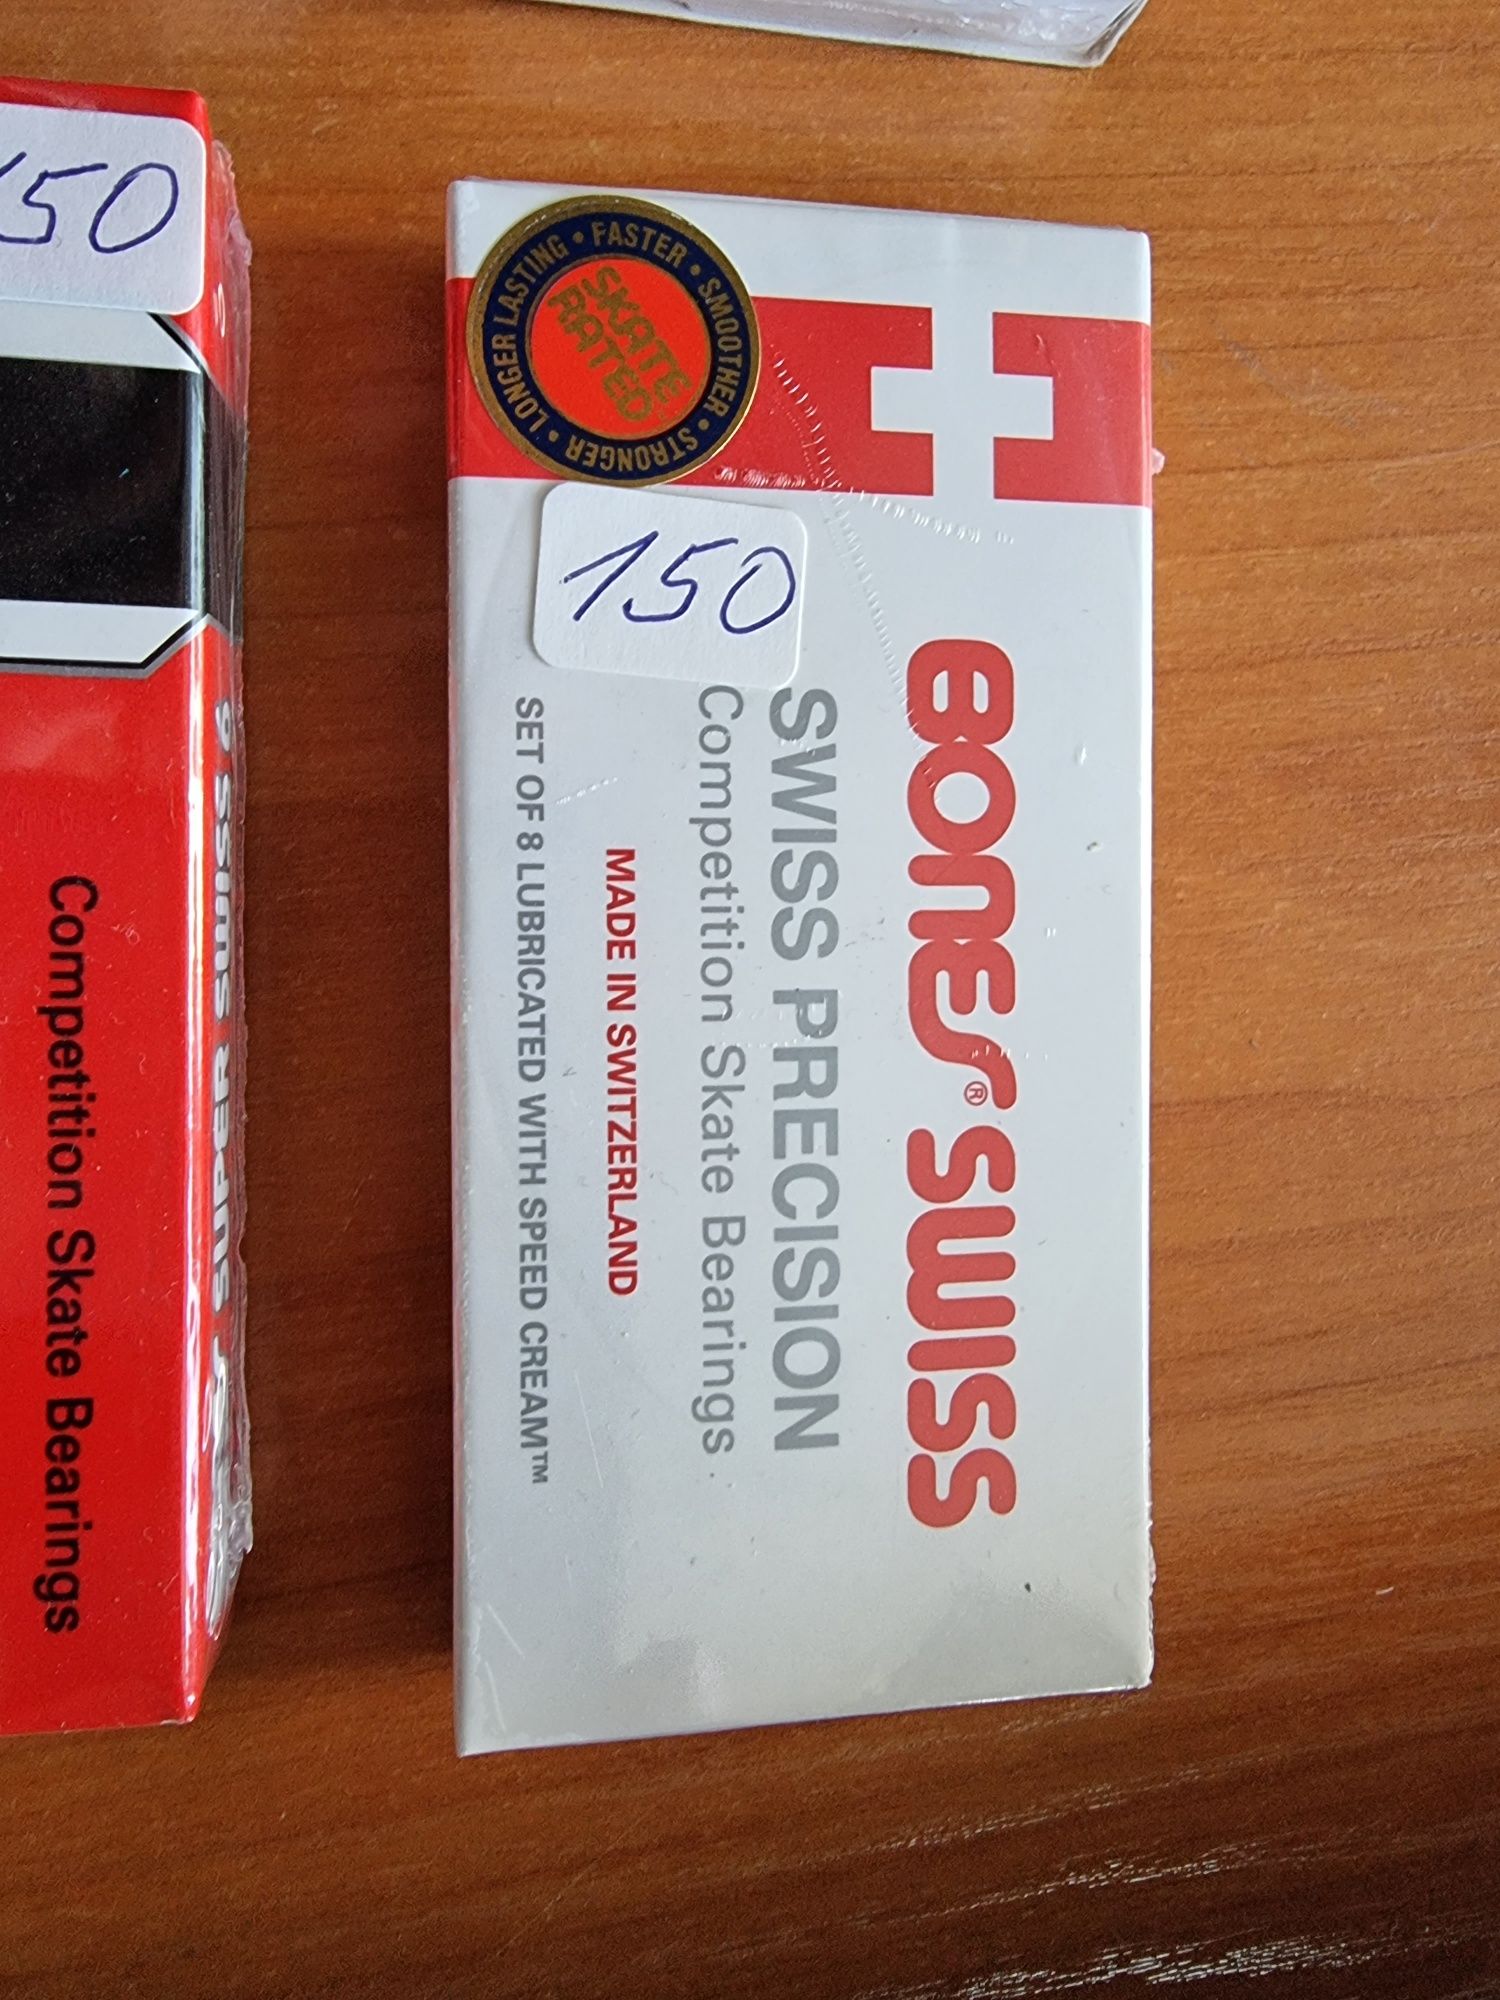 150
SUPER SWISS 6
Competition Skate Bearings
LONGER LASTING • FASTER • SMOOTHER • STRONGER •
SKATE
RATED
150
BONES® SWISS
SWISS PRECISION
Competition Skate Bearings
MADE IN SWITZERLAND
SET OF 8 LUBRICATED WITH SPEED CREAM™